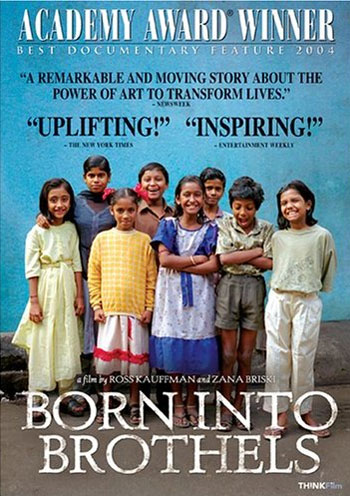 ACADEMY AWARD® WINNER
BEST DOCUMENTARY FEATURE 2004
"A REMARKABLE AND MOVING STORY ABOUT THE
POWER OF ART TO TRANSFORM LIVES."
– NEWSWEEK
"UPLIFTING!" "INSPIRING!"
– THE NEW YORK TIMES – ENTERTAINMENT WEEKLY
a film by ROSS KAUFFMAN and ZANA BRISKI
BORN INTO
BROTHELS
TH!NKFilm